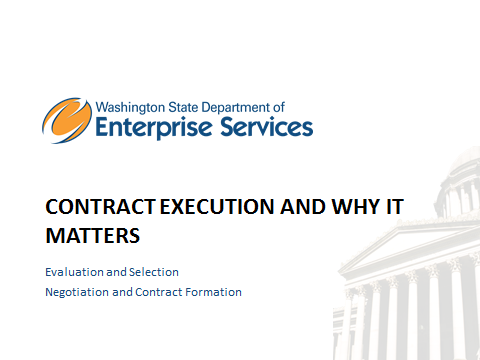 Washington State Department of
Enterprise Services
CONTRACT EXECUTION AND WHY IT
MATTERS
Evaluation and Selection
Negotiation and Contract Formation